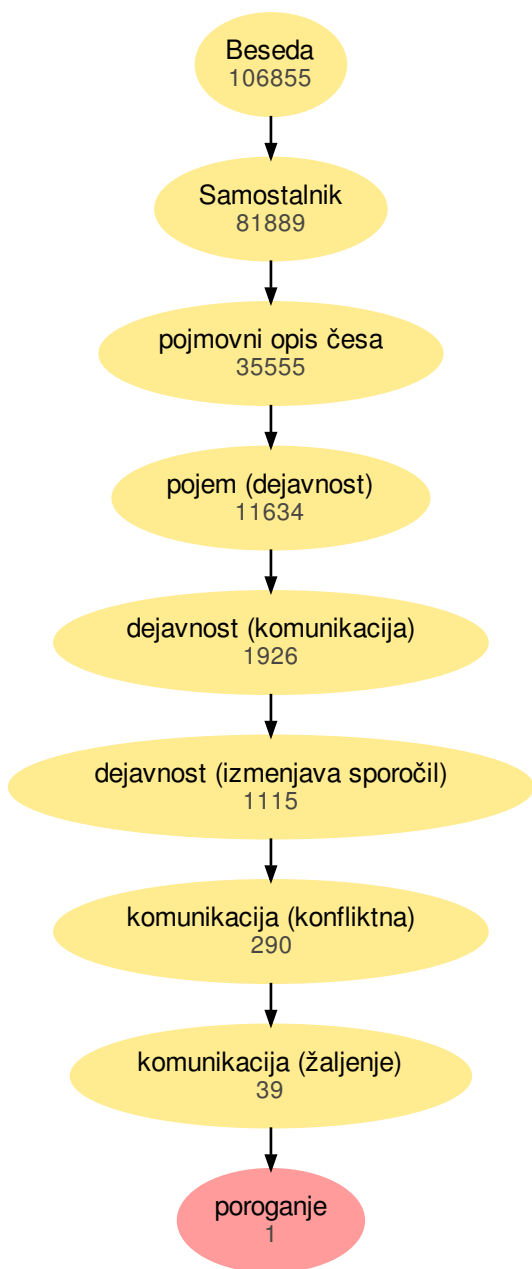 Beseda
106855
Samostalnik
81889
pojmovni opis česa
35555
pojem (dejavnost)
11634
dejavnost (komunikacija)
1926
dejavnost (izmenjava sporočil)
1115
komunikacija (konfliktna)
290
komunikacija (žaljenje)
39
poroganje
1